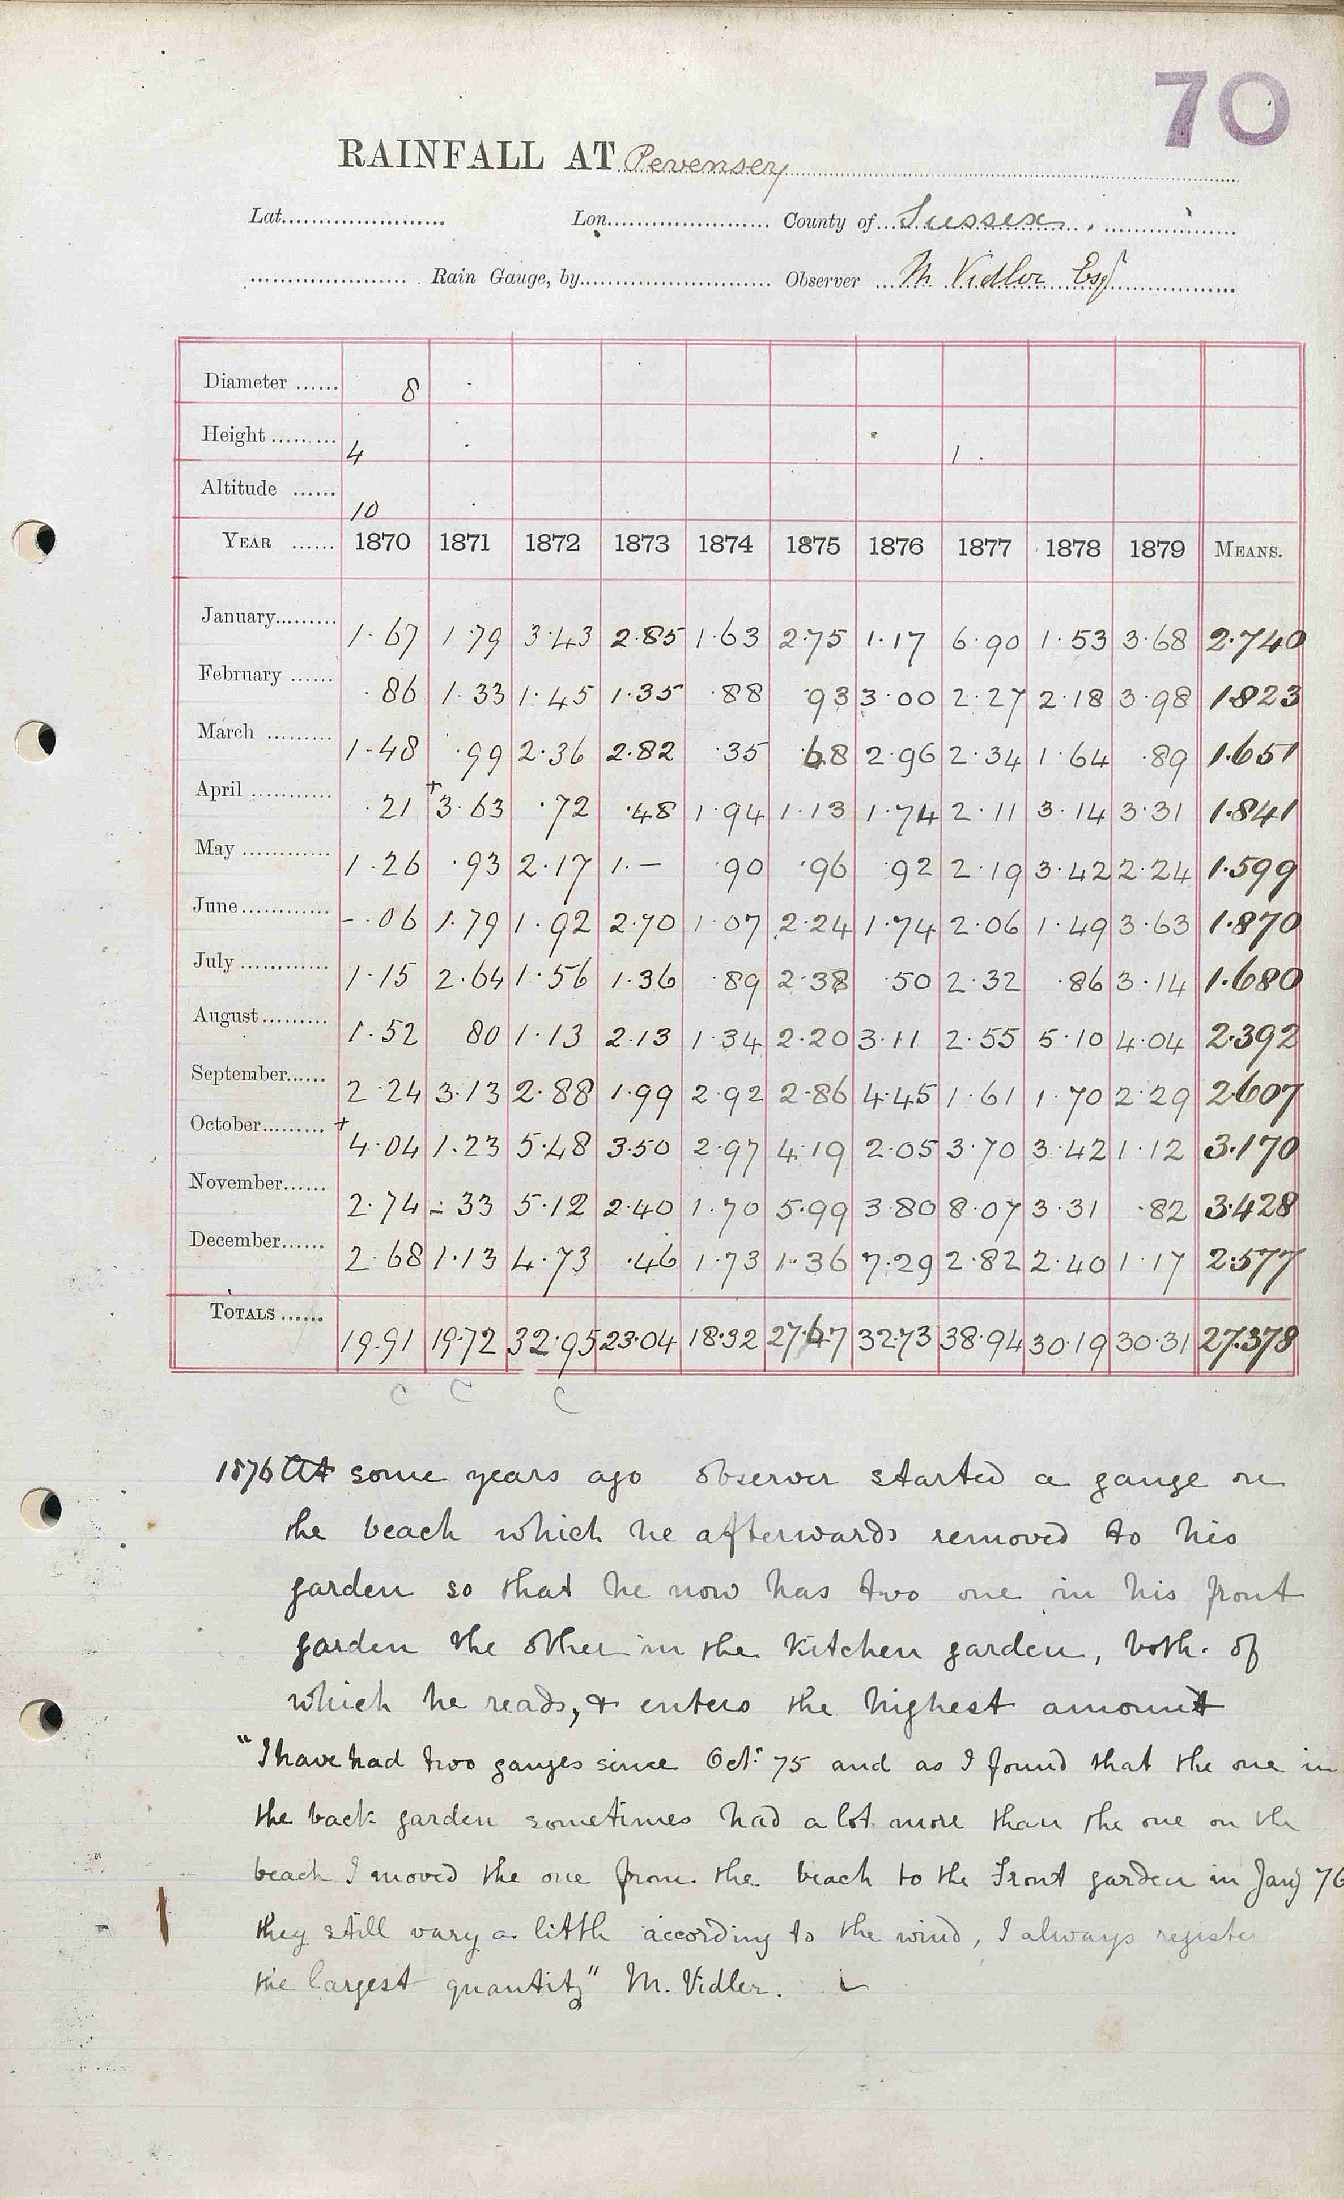 70
RAINFALL AT Pevensey
Lat. Lon. County of Sussex
Rain Gauge, by Observer M. Vidler Esq
Diameter 8
Height 4 1
Altitude 10
YEAR 1870 1871 1872 1873 1874 1875 1876 1877 1878 1879 MEANS.
January 1.67 1.79 3.43 2.85 1.63 2.75 1.17 6.90 1.53 3.68 2.740
February .86 1.33 1.45 1.35 .88 .93 3.00 2.27 2.18 3.98 1.823
March 1.48 .99 2.36 2.82 .35 .68 2.96 2.34 1.64 .89 1.651
April .21 +3.63 .72 .48 1.94 1.13 1.74 2.11 3.14 3.31 1.841
May 1.26 .93 2.17 1.— .90 .96 .92 2.19 3.42 2.24 1.599
June -.06 1.79 1.92 2.70 1.07 2.24 1.74 2.06 1.49 3.63 1.870
July 1.15 2.64 1.56 1.36 .89 2.38 .50 2.32 .86 3.14 1.680
August 1.52 80 1.13 2.13 1.34 2.20 3.11 2.55 5.10 4.04 2.392
September 2.24 3.13 2.88 1.99 2.92 2.86 4.45 1.61 1.70 2.29 2.607
October +4.04 1.23 5.48 3.50 2.97 4.19 2.05 3.70 3.42 1.12 3.170
November 2.74 -.33 5.12 2.40 1.70 5.99 3.80 8.07 3.31 .82 3.428
December 2.68 1.13 4.73 .46 1.73 1.36 7.29 2.82 2.40 1.17 2.577
TOTALS 19.91 19.72 32.95 23.04 18.32 27.67 32.73 38.94 30.19 30.31 27.378
C C C
1876 some years ago observer started a gauge on
the beach which he afterwards removed to his
garden so that he now has two one in his front
garden the other in the kitchen garden, both of
which he reads, & enters the highest amount
"I have had two gauges since Oct. 75 and as I found that the one in
the back garden sometimes had a lot more than the one on the
beach I moved the one from the beach to the Front garden in Jany 76
they still vary a little according to the wind, I always register
the largest quantity" M. Vidler.